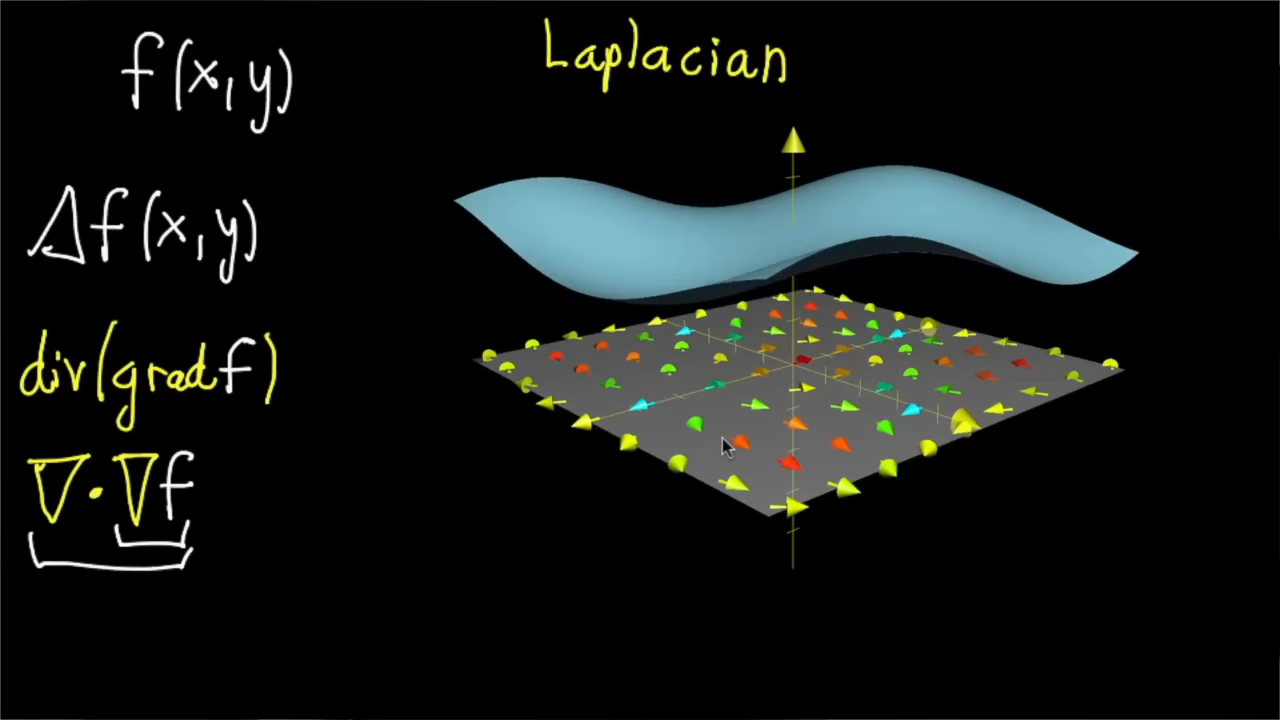 Laplacian
f(x,y)
Δf(x,y)
div(grad f)
∇·∇f